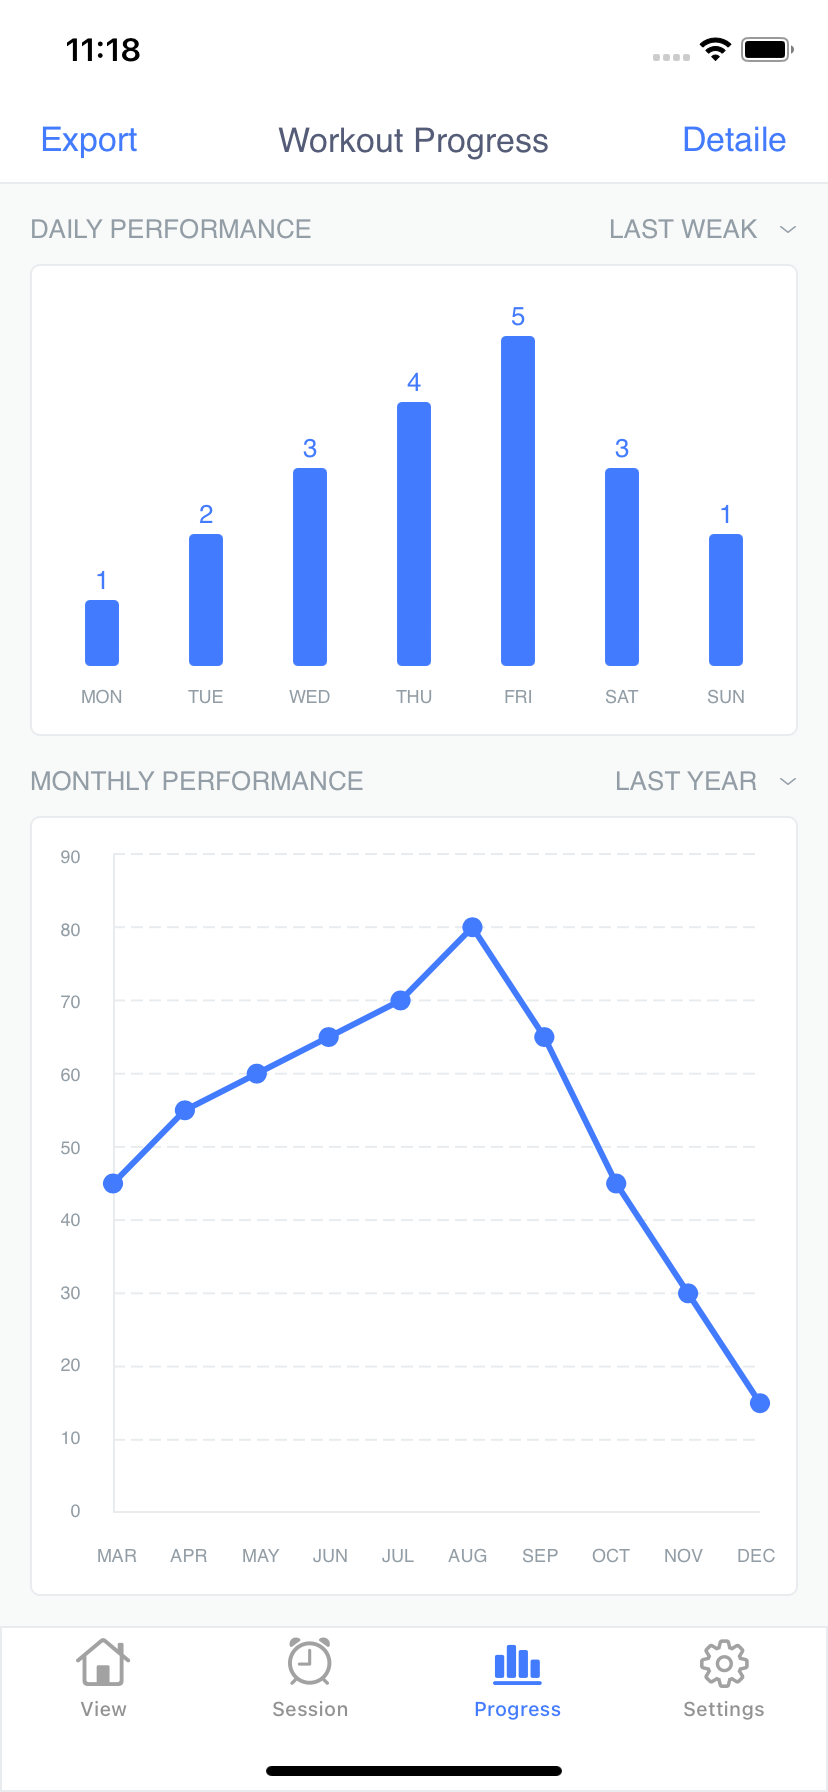 11:18
Export Workout Progress Detaile
DAILY PERFORMANCE LAST WEAK
5
4
3 3
2 1
1
MON TUE WED THU FRI SAT SUN
MONTHLY PERFORMANCE LAST YEAR
90
80
70
60
50
40
30
20
10
0
MAR APR MAY JUN JUL AUG SEP OCT NOV DEC
View Session Progress Settings